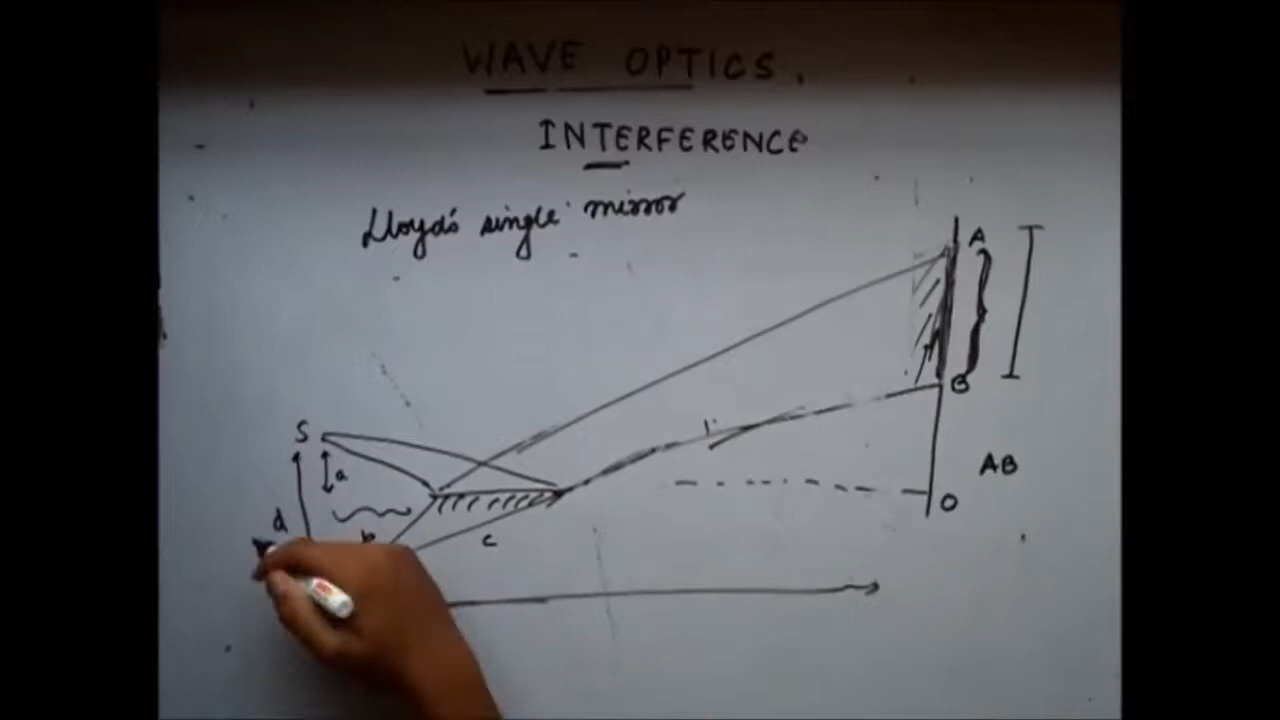 WAVE OPTICS.
INTERFERENCE
Lloyd's single mirror
A
B
S
a
AB
O
d
b
c